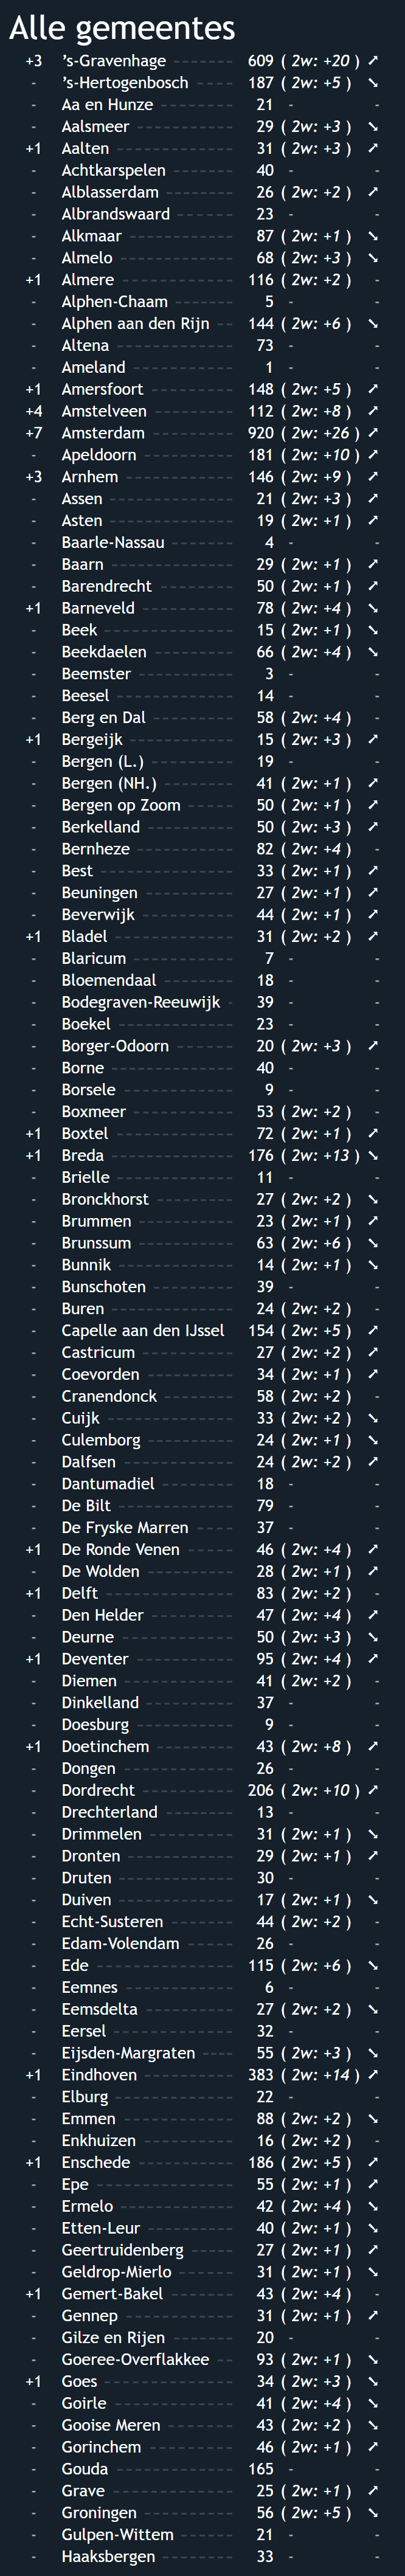 Alle gemeentes
+3 ’s-Gravenhage 609 ( 2w: +20 ) ➚
- ’s-Hertogenbosch 187 ( 2w: +5 ) ➘
- Aa en Hunze 21 - -
- Aalsmeer 29 ( 2w: +3 ) ➘
+1 Aalten 31 ( 2w: +3 ) ➚
- Achtkarspelen 40 - -
- Alblasserdam 26 ( 2w: +2 ) ➚
- Albrandswaard 23 - -
- Alkmaar 87 ( 2w: +1 ) ➘
- Almelo 68 ( 2w: +3 ) ➘
+1 Almere 116 ( 2w: +2 ) -
- Alphen-Chaam 5 - -
- Alphen aan den Rijn 144 ( 2w: +6 ) ➘
- Altena 73 - -
- Ameland 1 - -
+1 Amersfoort 148 ( 2w: +5 ) ➚
+4 Amstelveen 112 ( 2w: +8 ) ➚
+7 Amsterdam 920 ( 2w: +26 ) ➚
- Apeldoorn 181 ( 2w: +10 ) ➚
+3 Arnhem 146 ( 2w: +9 ) ➚
- Assen 21 ( 2w: +3 ) ➚
- Asten 19 ( 2w: +1 ) ➚
- Baarle-Nassau 4 - -
- Baarn 29 ( 2w: +1 ) ➚
- Barendrecht 50 ( 2w: +1 ) ➚
+1 Barneveld 78 ( 2w: +4 ) ➘
- Beek 15 ( 2w: +1 ) ➘
- Beekdaelen 66 ( 2w: +4 ) ➘
- Beemster 3 - -
- Beesel 14 - -
- Berg en Dal 58 ( 2w: +4 ) -
+1 Bergeijk 15 ( 2w: +3 ) ➚
- Bergen (L.) 19 - -
- Bergen (NH.) 41 ( 2w: +1 ) ➚
- Bergen op Zoom 50 ( 2w: +1 ) ➚
- Berkelland 50 ( 2w: +3 ) ➚
- Bernheze 82 ( 2w: +4 ) -
- Best 33 ( 2w: +1 ) ➚
- Beuningen 27 ( 2w: +1 ) ➚
- Beverwijk 44 ( 2w: +1 ) ➚
+1 Bladel 31 ( 2w: +2 ) ➚
- Blaricum 7 - -
- Bloemendaal 18 - -
- Bodegraven-Reeuwijk 39 - -
- Boekel 23 - -
- Borger-Odoorn 20 ( 2w: +3 ) ➚
- Borne 40 - -
- Borsele 9 - -
- Boxmeer 53 ( 2w: +2 ) -
+1 Boxtel 72 ( 2w: +1 ) ➚
+1 Breda 176 ( 2w: +13 ) ➘
- Brielle 11 - -
- Bronckhorst 27 ( 2w: +2 ) ➘
- Brummen 23 ( 2w: +1 ) ➚
- Brunssum 63 ( 2w: +6 ) ➘
- Bunnik 14 ( 2w: +1 ) ➘
- Bunschoten 39 - -
- Buren 24 ( 2w: +2 ) -
- Capelle aan den IJssel 154 ( 2w: +5 ) ➚
- Castricum 27 ( 2w: +2 ) ➚
- Coevorden 34 ( 2w: +1 ) ➚
- Cranendonck 58 ( 2w: +2 ) -
- Cuijk 33 ( 2w: +2 ) ➘
- Culemborg 24 ( 2w: +1 ) ➘
- Dalfsen 24 ( 2w: +2 ) ➚
- Dantumadiel 18 - -
- De Bilt 79 - -
- De Fryske Marren 37 - -
+1 De Ronde Venen 46 ( 2w: +4 ) ➚
- De Wolden 28 ( 2w: +1 ) ➚
+1 Delft 83 ( 2w: +2 ) -
- Den Helder 47 ( 2w: +4 ) ➚
- Deurne 50 ( 2w: +3 ) ➘
+1 Deventer 95 ( 2w: +4 ) ➚
- Diemen 41 ( 2w: +2 ) -
- Dinkelland 37 - -
- Doesburg 9 - -
+1 Doetinchem 43 ( 2w: +8 ) ➚
- Dongen 26 - -
- Dordrecht 206 ( 2w: +10 ) ➚
- Drechterland 13 - -
- Drimmelen 31 ( 2w: +1 ) ➘
- Dronten 29 ( 2w: +1 ) ➚
- Druten 30 - -
- Duiven 17 ( 2w: +1 ) ➘
- Echt-Susteren 44 ( 2w: +2 ) -
- Edam-Volendam 26 - -
- Ede 115 ( 2w: +6 ) ➘
- Eemnes 6 - -
- Eemsdelta 27 ( 2w: +2 ) ➘
- Eersel 32 - -
- Eijsden-Margraten 55 ( 2w: +3 ) ➘
+1 Eindhoven 383 ( 2w: +14 ) ➚
- Elburg 22 - -
- Emmen 88 ( 2w: +2 ) ➘
- Enkhuizen 16 ( 2w: +2 ) -
+1 Enschede 186 ( 2w: +5 ) ➚
- Epe 55 ( 2w: +1 ) ➚
- Ermelo 42 ( 2w: +4 ) ➘
- Etten-Leur 40 ( 2w: +1 ) ➘
- Geertruidenberg 27 ( 2w: +1 ) ➚
- Geldrop-Mierlo 31 ( 2w: +1 ) ➘
+1 Gemert-Bakel 43 ( 2w: +4 ) -
- Gennep 31 ( 2w: +1 ) ➚
- Gilze en Rijen 20 - -
- Goeree-Overflakkee 93 ( 2w: +1 ) ➘
+1 Goes 34 ( 2w: +3 ) ➘
- Goirle 41 ( 2w: +4 ) ➘
- Gooise Meren 43 ( 2w: +2 ) ➘
- Gorinchem 46 ( 2w: +1 ) ➚
- Gouda 165 - -
- Grave 25 ( 2w: +1 ) ➚
- Groningen 56 ( 2w: +5 ) ➘
- Gulpen-Wittem 21 - -
- Haaksbergen 33 - -